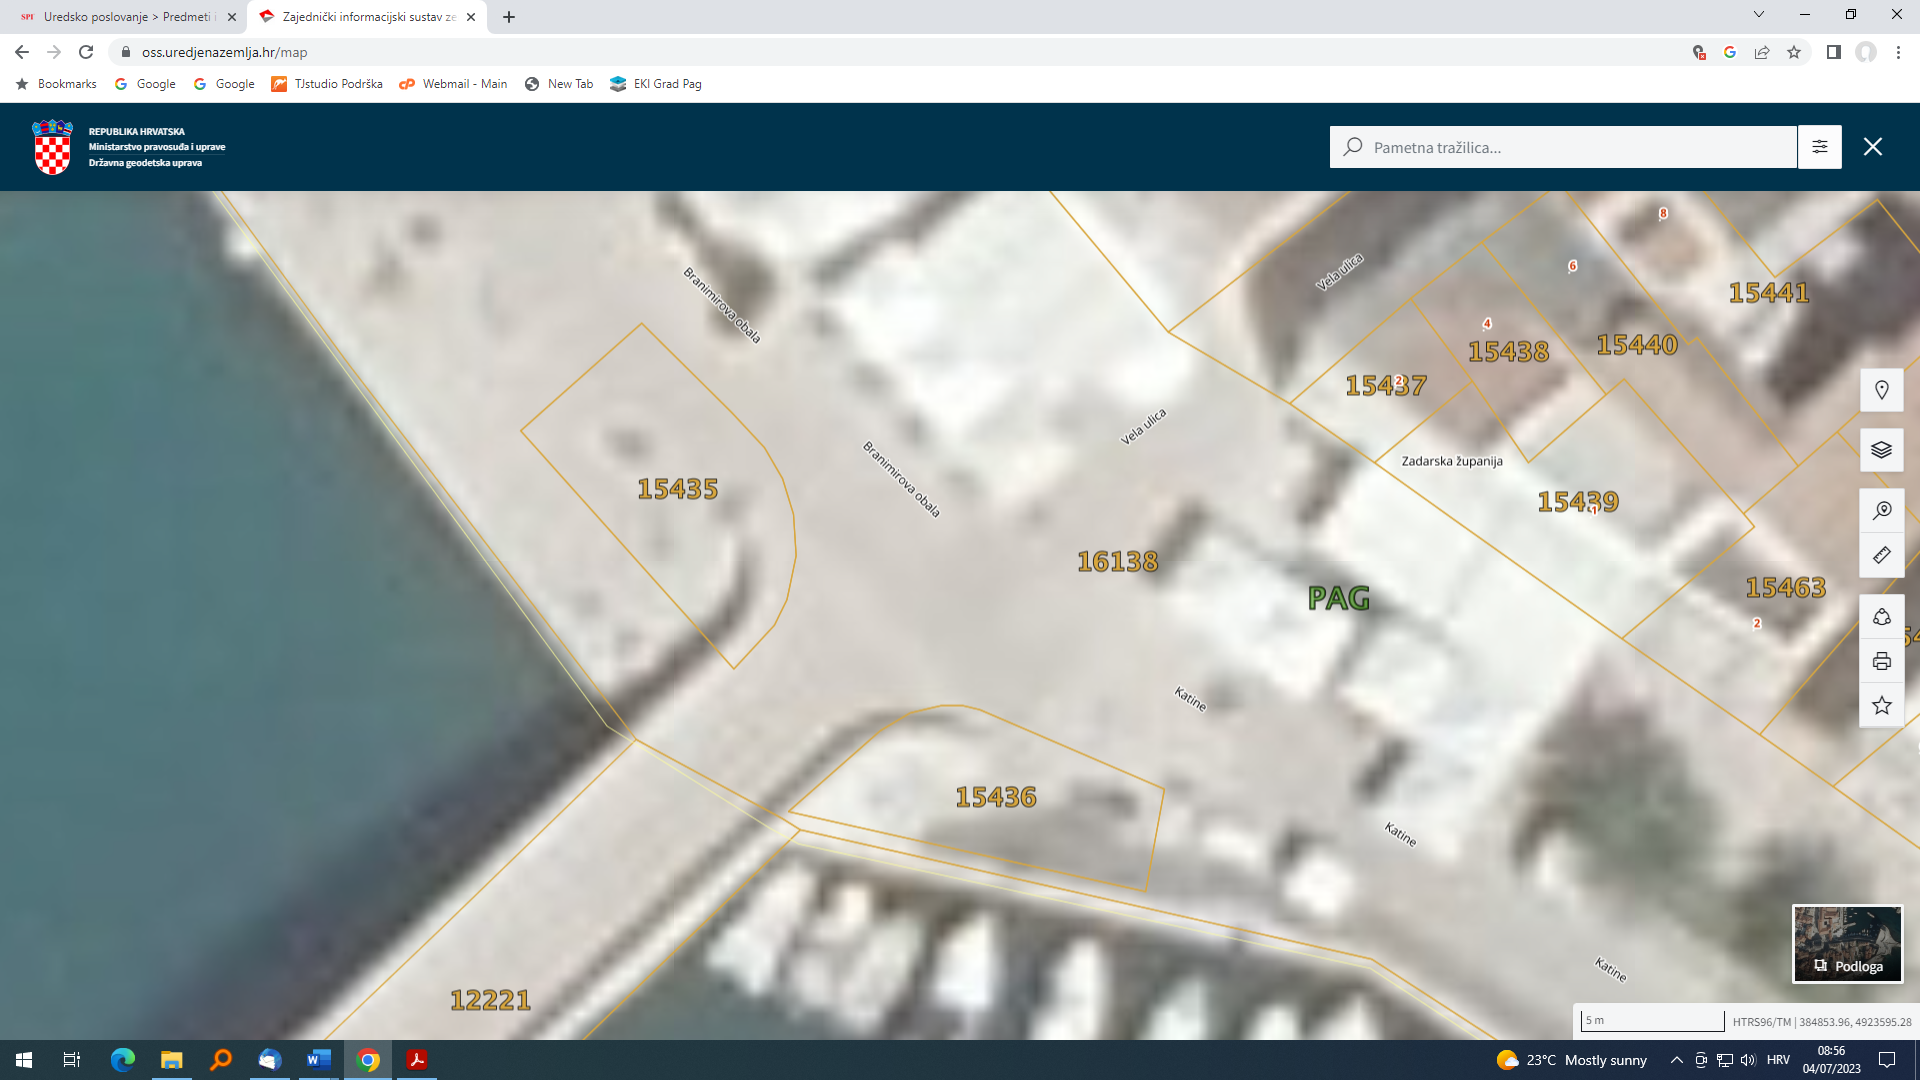 SPI Uredsko poslovanje > Predmeti i
Zajednički informacijski sustav ze
oss.uredjenazemlja.hr/map
Bookmarks Google Google TJstudio Podrška Webmail - Main New Tab EKI Grad Pag
REPUBLIKA HRVATSKA
Ministarstvo pravosuđa i uprave
Državna geodetska uprava
Pametna tražilica...
8
Vela ulica
6
15441
Branimirova obala
4
15438
15440
15437
2
Vela ulica
Zadarska županija
Branimirova obala
15435
15439
1
16138
PAG
15463
2
Katine
15436
Katine
Katine
Podloga
12221
5 m
HTRS96/TM | 384853.96, 4923595.28
23°C Mostly sunny
HRV
08:56
04/07/2023